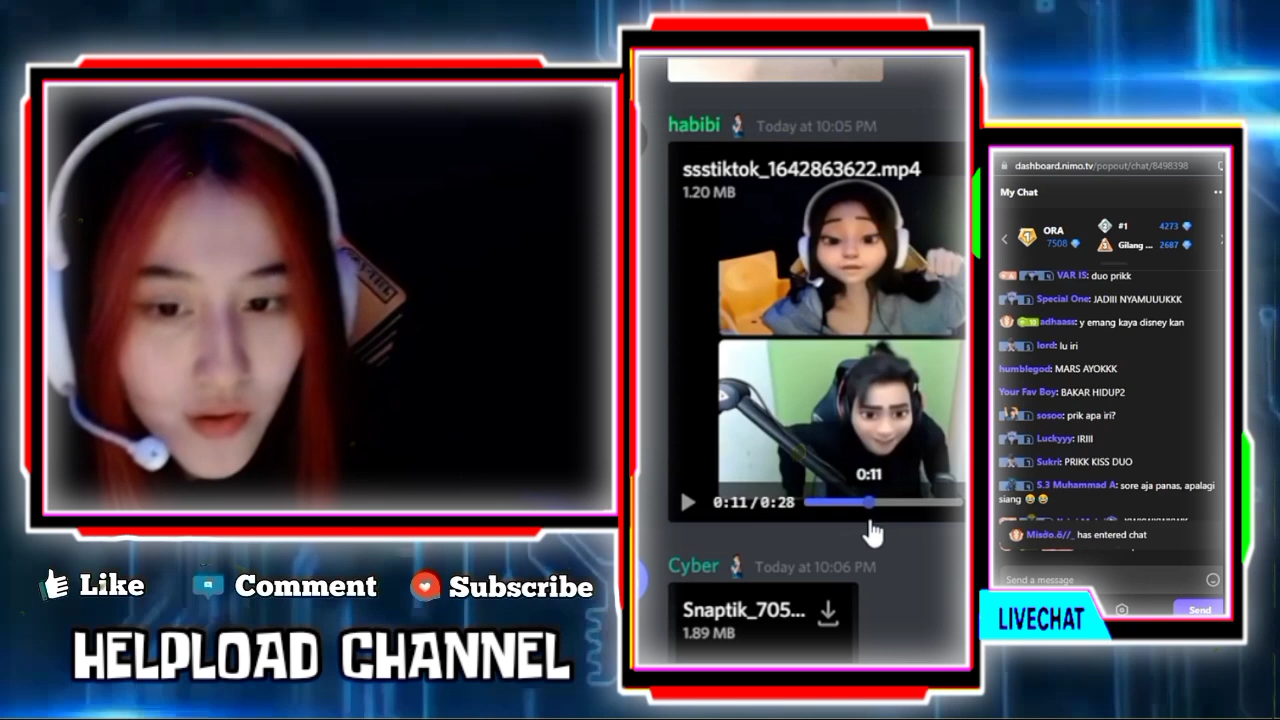 habibi Today at 10:05 PM
ssstiktok_1642863622.mp4
1.20 MB
0:11
0:11 / 0:28
Cyber Today at 10:06 PM
Snaptik_705...
1.89 MB
dashboard.nimo.tv/popout/chat/8498398
My Chat
1 ORA
7508
#1 4273
Gilang ... 2687
VAR IS: duo prikk
Special One: JADIII NYAMUUUKKK
adhaass: y emang kaya disney kan
lord: lu iri
humblegod: MARS AYOKKK
Your Fav Boy: BAKAR HIDUP2
sosoo: prik apa iri?
Luckyyy: IRIII
Sukri: PRIKK KISS DUO
S.3 Muhammad A: sore aja panas, apalagi
siang 😂 😂
has entered chat
Send a message
Send
LIVECHAT
Like
Comment
Subscribe
HELPLOAD CHANNEL